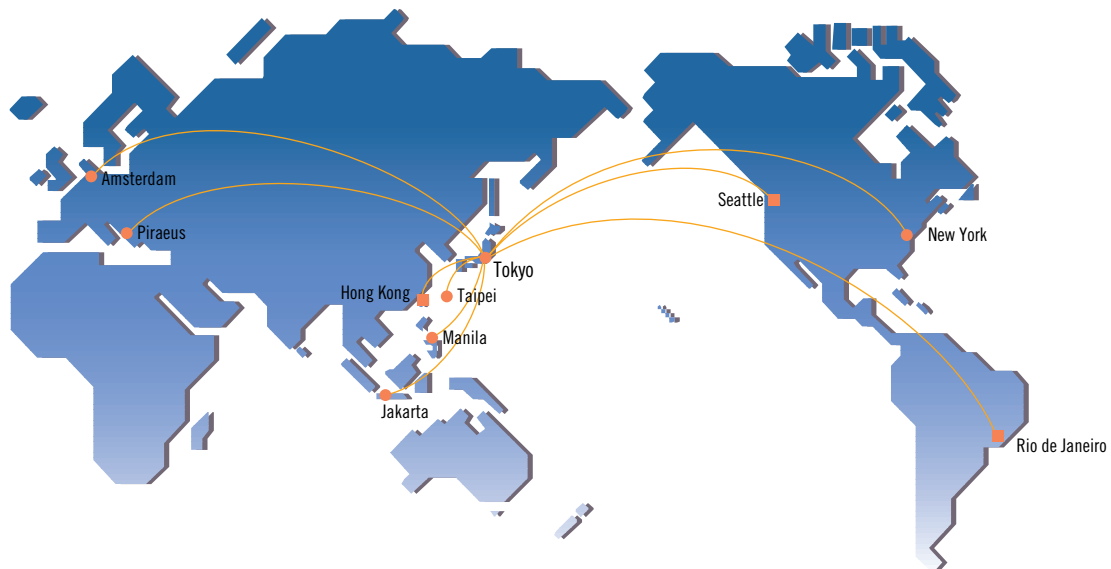 Amsterdam
Seattle
Piraeus
New York
Tokyo
Hong Kong
Taipei
Manila
Jakarta
Rio de Janeiro